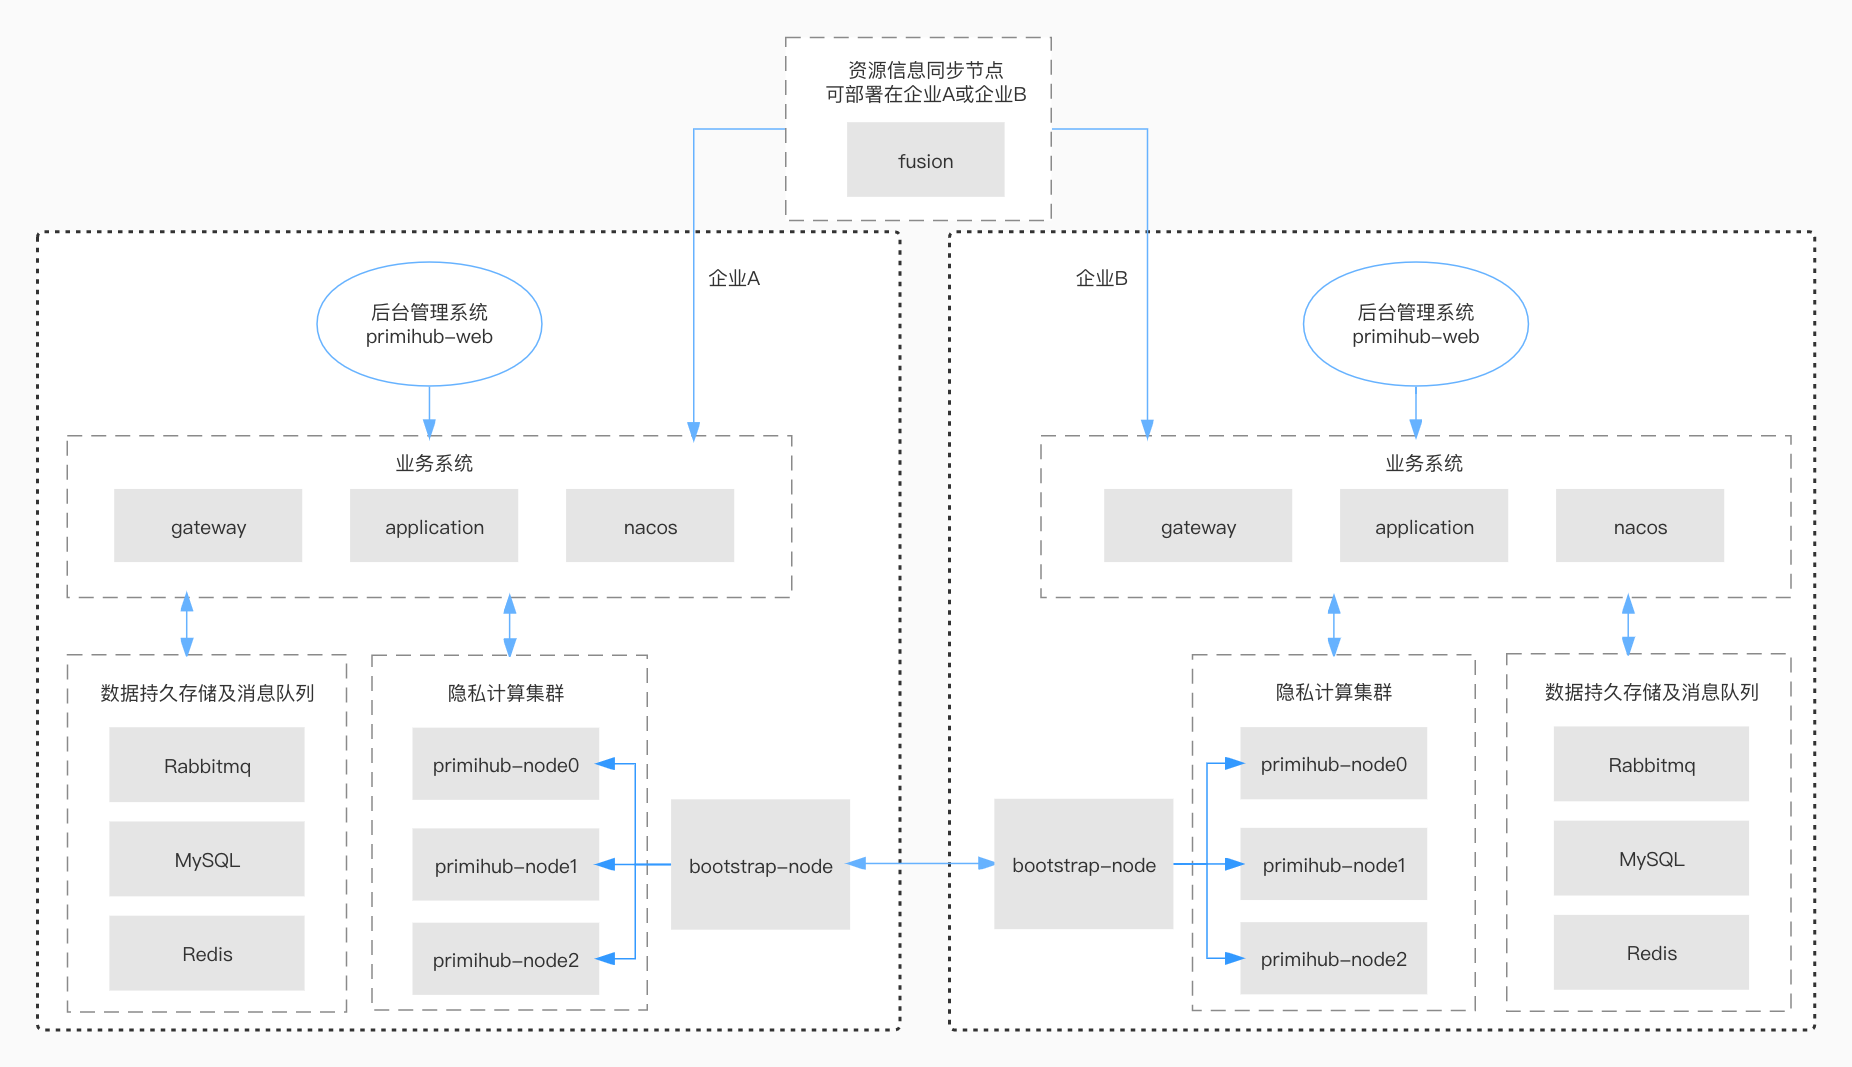 资源信息同步节点
可部署在企业A或企业B
fusion
企业A
后台管理系统
primihub-web
业务系统
gateway
application
nacos
数据持久存储及消息队列
Rabbitmq
MySQL
Redis
隐私计算集群
primihub-node0
primihub-node1
primihub-node2
bootstrap-node
企业B
后台管理系统
primihub-web
业务系统
gateway
application
nacos
bootstrap-node
隐私计算集群
primihub-node0
primihub-node1
primihub-node2
数据持久存储及消息队列
Rabbitmq
MySQL
Redis